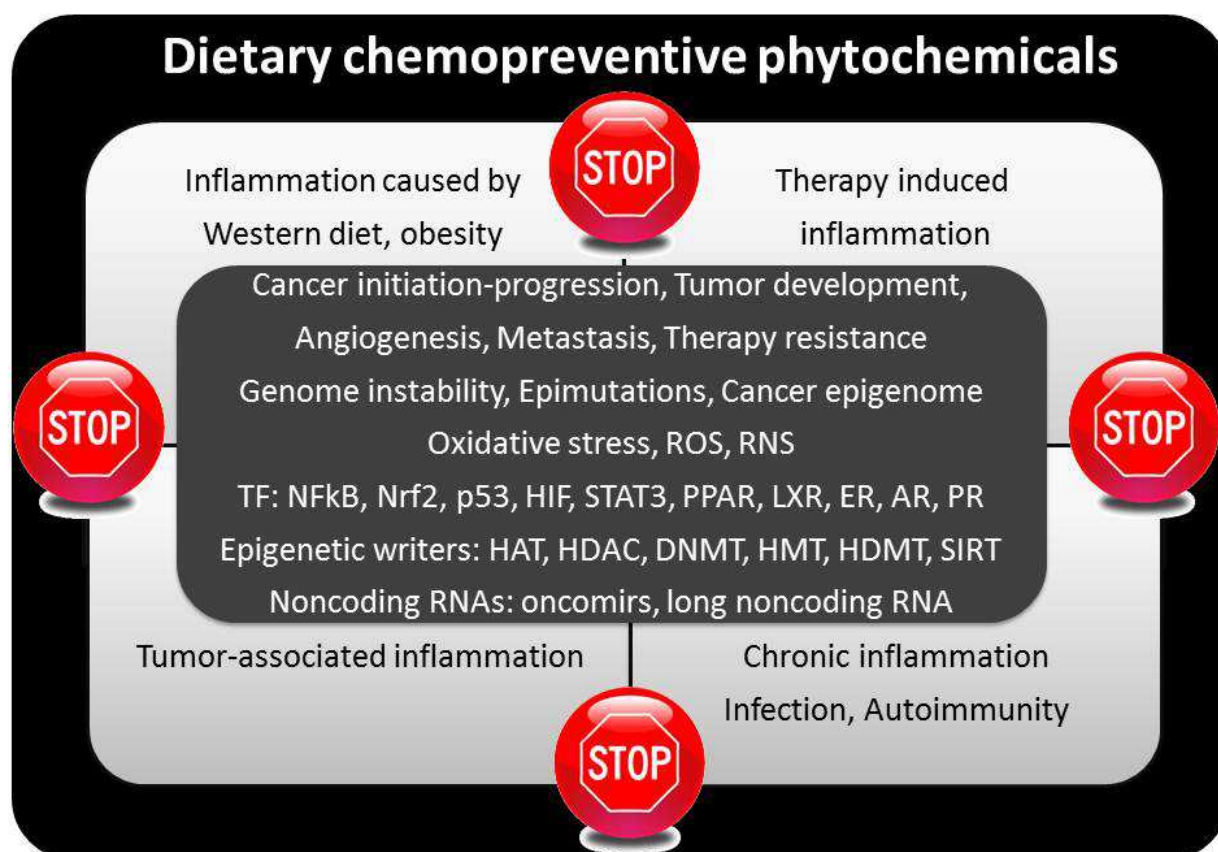 Dietary chemopreventive phytochemicals
STOP
Inflammation caused by
Western diet, obesity
Therapy induced
inflammation
Cancer initiation-progression, Tumor development,
Angiogenesis, Metastasis, Therapy resistance
Genome instability, Epimutations, Cancer epigenome
STOP
STOP
Oxidative stress, ROS, RNS
TF: NFkB, Nrf2, p53, HIF, STAT3, PPAR, LXR, ER, AR, PR
Epigenetic writers: HAT, HDAC, DNMT, HMT, HDMT, SIRT
Noncoding RNAs: oncomirs, long noncoding RNA
Tumor-associated inflammation
Chronic inflammation
Infection, Autoimmunity
STOP